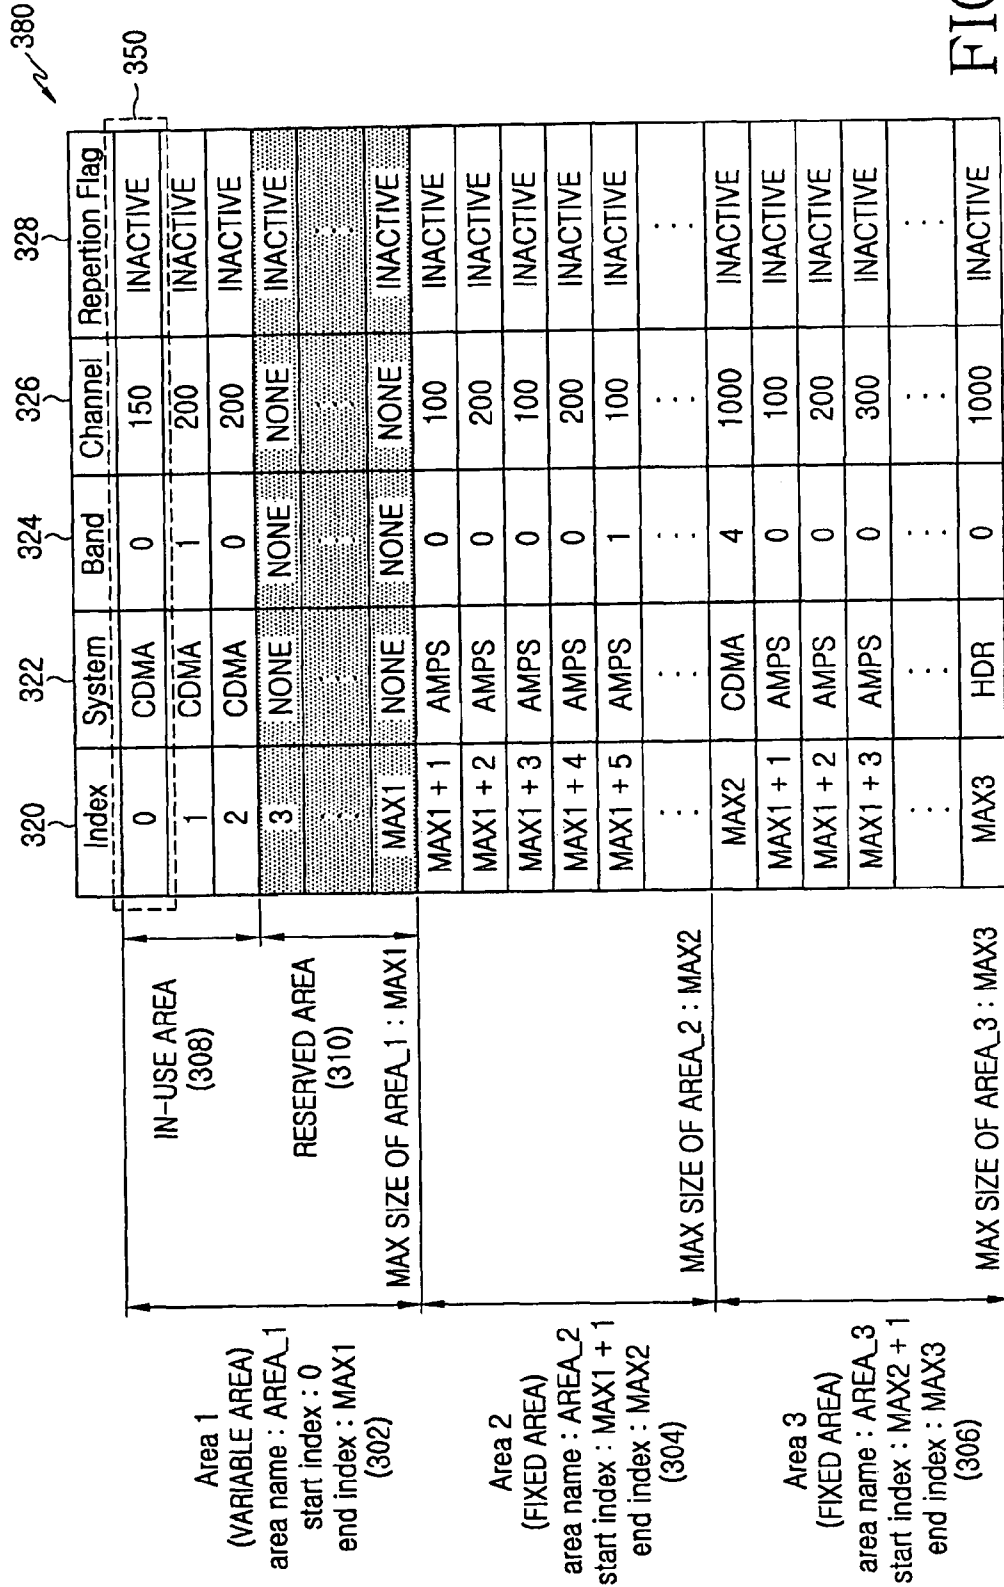 380
350
320 322 324 326 328
Index System Band Channel Repertion Flag
0 CDMA 0 150 INACTIVE
1 CDMA 1 200 INACTIVE
2 CDMA 0 200 INACTIVE
3 NONE NONE NONE INACTIVE
... ... ... ... ...
MAX1 NONE NONE NONE INACTIVE
MAX1 + 1 AMPS 0 100 INACTIVE
MAX1 + 2 AMPS 0 200 INACTIVE
MAX1 + 3 AMPS 0 100 INACTIVE
MAX1 + 4 AMPS 0 200 INACTIVE
MAX1 + 5 AMPS 1 100 INACTIVE
... ... ... ... ...
MAX2 CDMA 4 1000 INACTIVE
MAX1 + 1 AMPS 0 100 INACTIVE
MAX1 + 2 AMPS 0 200 INACTIVE
MAX1 + 3 AMPS 0 300 INACTIVE
... ... ... ... ...
MAX3 HDR 0 1000 INACTIVE
IN-USE AREA
(308)
RESERVED AREA
(310)
MAX SIZE OF AREA_1 : MAX1
MAX SIZE OF AREA_2 : MAX2
MAX SIZE OF AREA_3 : MAX3
Area 1
(VARIABLE AREA)
area name : AREA_1
start index : 0
end index : MAX1
(302)
Area 2
(FIXED AREA)
area name : AREA_2
start index : MAX1 + 1
end index : MAX2
(304)
Area 3
(FIXED AREA)
area name : AREA_3
start index : MAX2 + 1
end index : MAX3
(306)